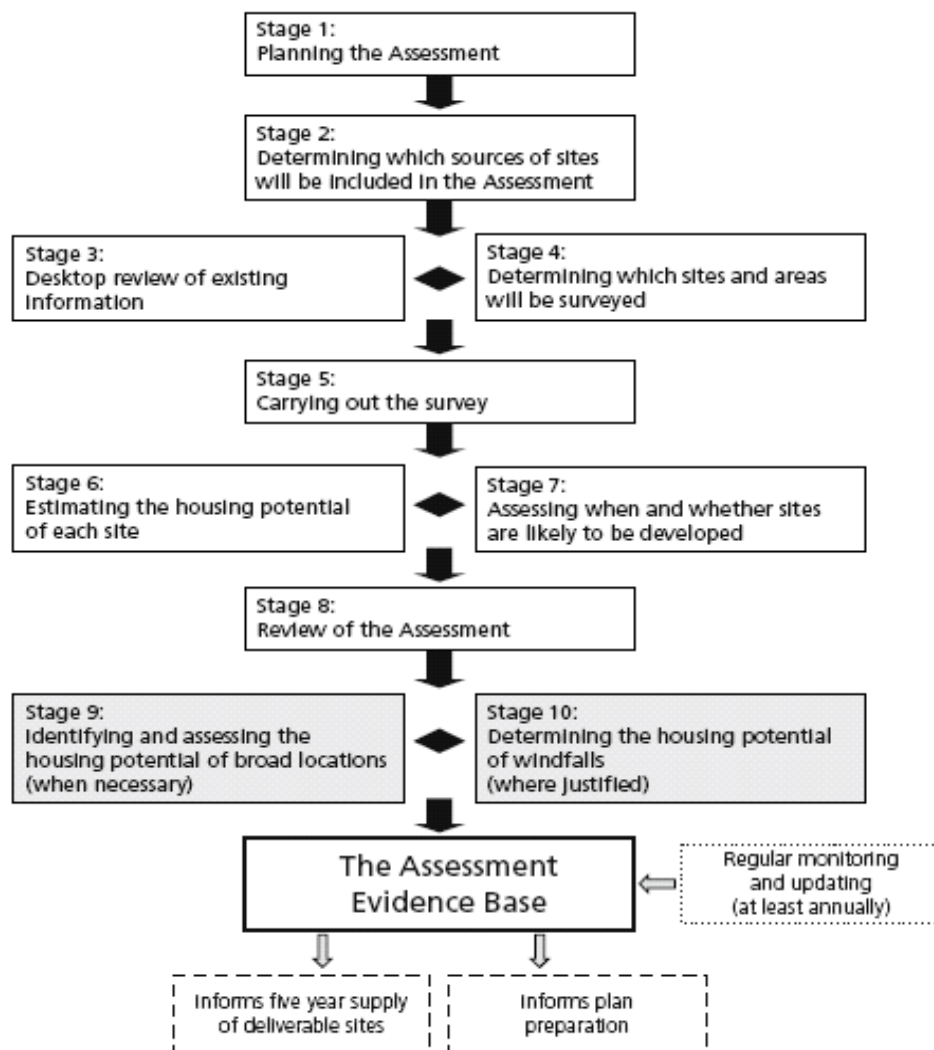 Stage 1:
Planning the Assessment
Stage 2:
Determining which sources of sites
will be included in the Assessment
Stage 3:
Desktop review of existing
information
Stage 4:
Determining which sites and areas
will be surveyed
Stage 5:
Carrying out the survey
Stage 6:
Estimating the housing potential
of each site
Stage 7:
Assessing when and whether sites
are likely to be developed
Stage 8:
Review of the Assessment
Stage 9:
Identifying and assessing the
housing potential of broad locations
(when necessary)
Stage 10:
Determining the housing potential
of windfalls
(where justified)
The Assessment
Evidence Base
Regular monitoring
and updating
(at least annually)
Informs five year supply
of deliverable sites
Informs plan
preparation